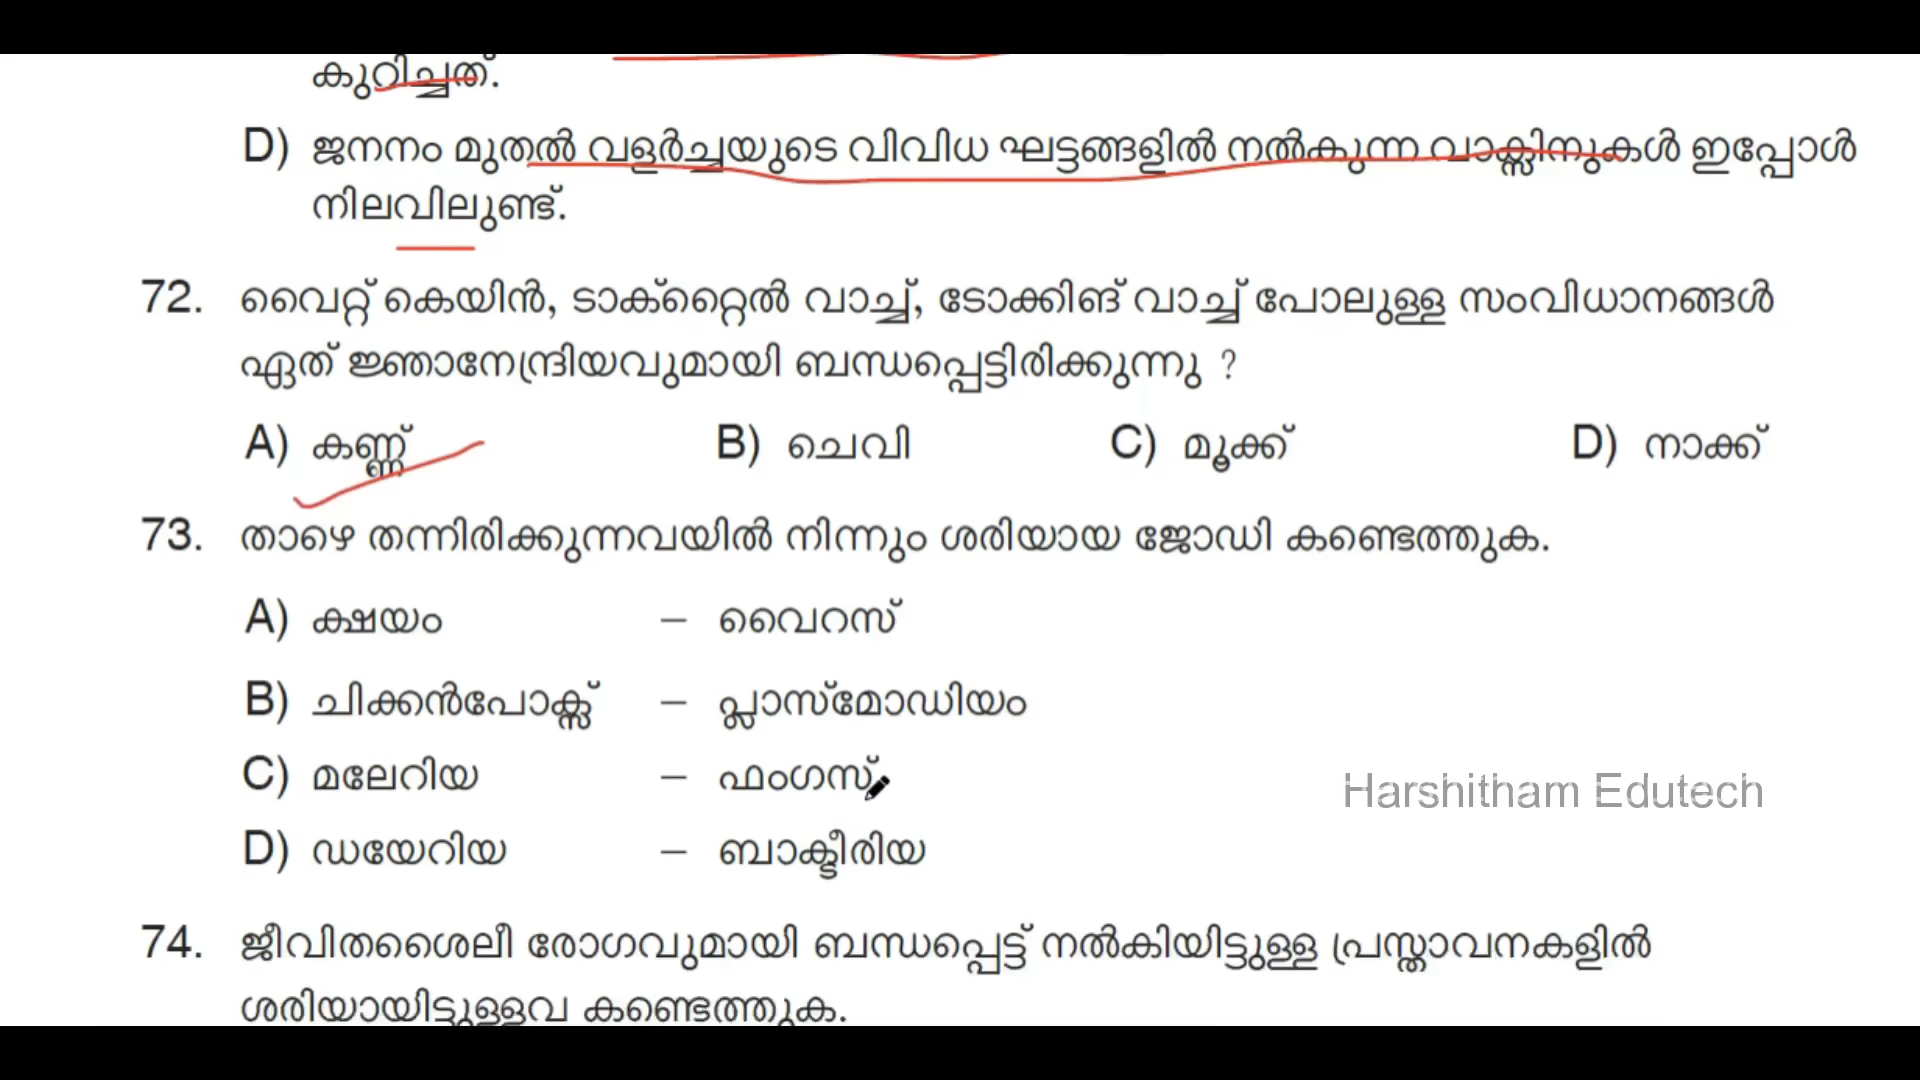 കുറിച്ചത്.
D) ജനനം മുതൽ വളർച്ചയുടെ വിവിധ ഘട്ടങ്ങളിൽ നൽകുന്ന വാക്സിനുകൾ ഇപ്പോൾ
നിലവിലുണ്ട്.
72. വൈറ്റ് കെയിൻ, ടാക്റ്റൈൽ വാച്ച്, ടോക്കിങ് വാച്ച് പോലുള്ള സംവിധാനങ്ങൾ
ഏത് ജ്ഞാനേന്ദ്രിയവുമായി ബന്ധപ്പെട്ടിരിക്കുന്നു ?
A) കണ്ണ് B) ചെവി C) മൂക്ക് D) നാക്ക്
73. താഴെ തന്നിരിക്കുന്നവയിൽ നിന്നും ശരിയായ ജോഡി കണ്ടെത്തുക.
A) ക്ഷയം – വൈറസ്
B) ചിക്കൻപോക്സ് – പ്ലാസ്മോഡിയം
C) മലേറിയ – ഫംഗസ്
Harshitham Edutech
D) ഡയേറിയ – ബാക്ടീരിയ
74. ജീവിതശൈലീ രോഗവുമായി ബന്ധപ്പെട്ട് നൽകിയിട്ടുള്ള പ്രസ്താവനകളിൽ
ശരിയായിട്ടുള്ളവ കണ്ടെത്തുക.